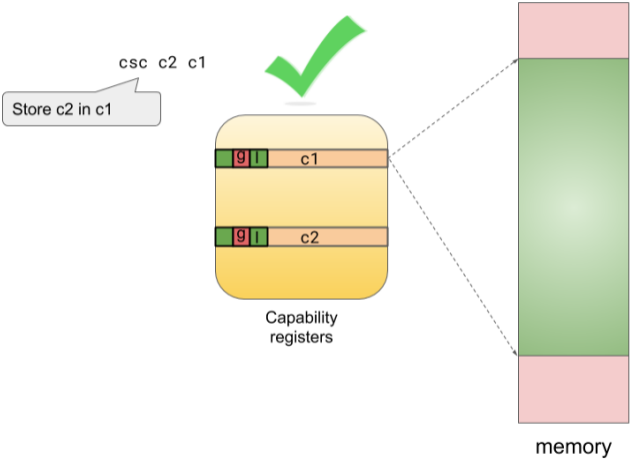 csc c2 c1
Store c2 in c1
g l c1
g l c2
Capability
registers
memory